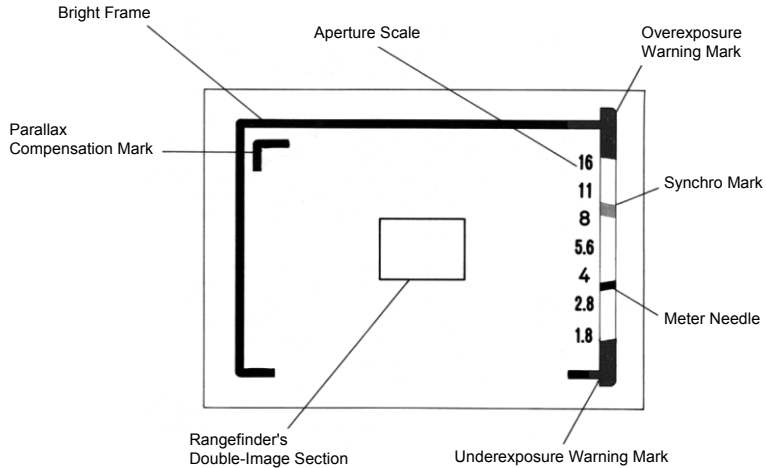 Bright Frame
Aperture Scale
Overexposure
Warning Mark
Parallax
Compensation Mark
16
11
8
5.6
4
2.8
1.8
Synchro Mark
Meter Needle
Rangefinder's
Double-Image Section
Underexposure Warning Mark